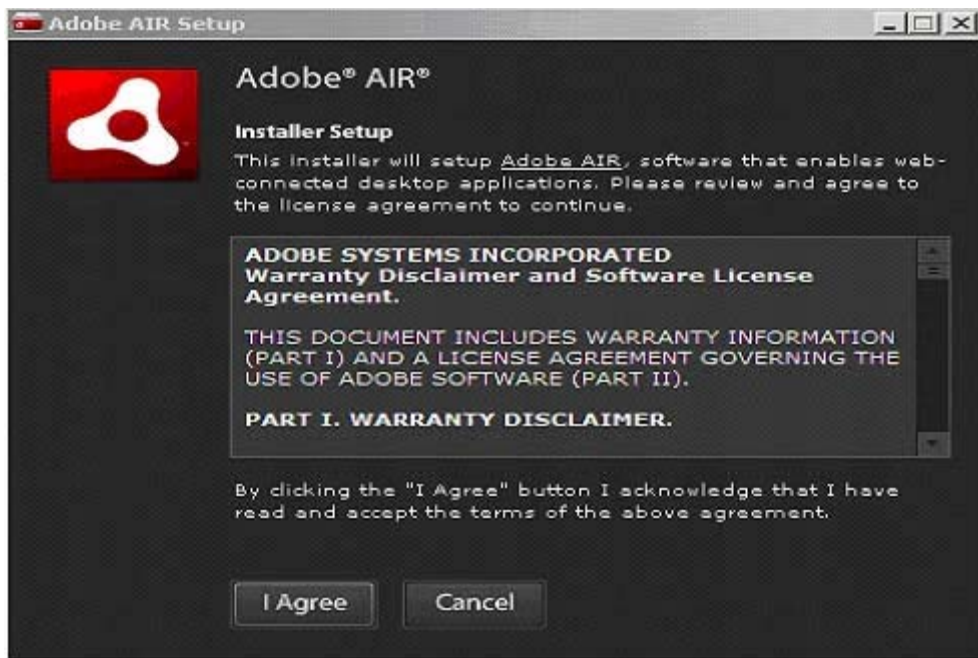 Adobe AIR Setup
Adobe® AIR®
Installer Setup
This installer will setup Adobe AIR, software that enables web-
connected desktop applications. Please review and agree to
the license agreement to continue.
ADOBE SYSTEMS INCORPORATED
Warranty Disclaimer and Software License
Agreement.
THIS DOCUMENT INCLUDES WARRANTY INFORMATION
(PART I) AND A LICENSE AGREEMENT GOVERNING THE
USE OF ADOBE SOFTWARE (PART II).
PART I. WARRANTY DISCLAIMER.
By clicking the "I Agree" button I acknowledge that I have
read and accept the terms of the above agreement.
I Agree Cancel